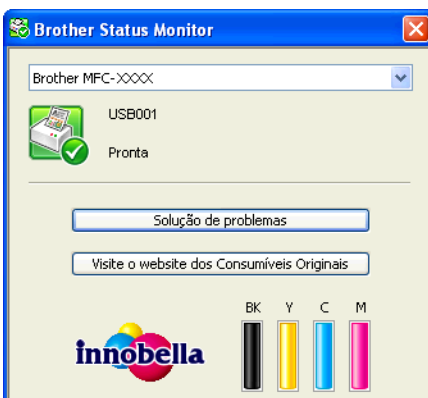 Brother Status Monitor
Brother MFC-XXXX
USB001
Pronta
Solução de problemas
Visite o website dos Consumíveis Originais
BK Y C M
innobella